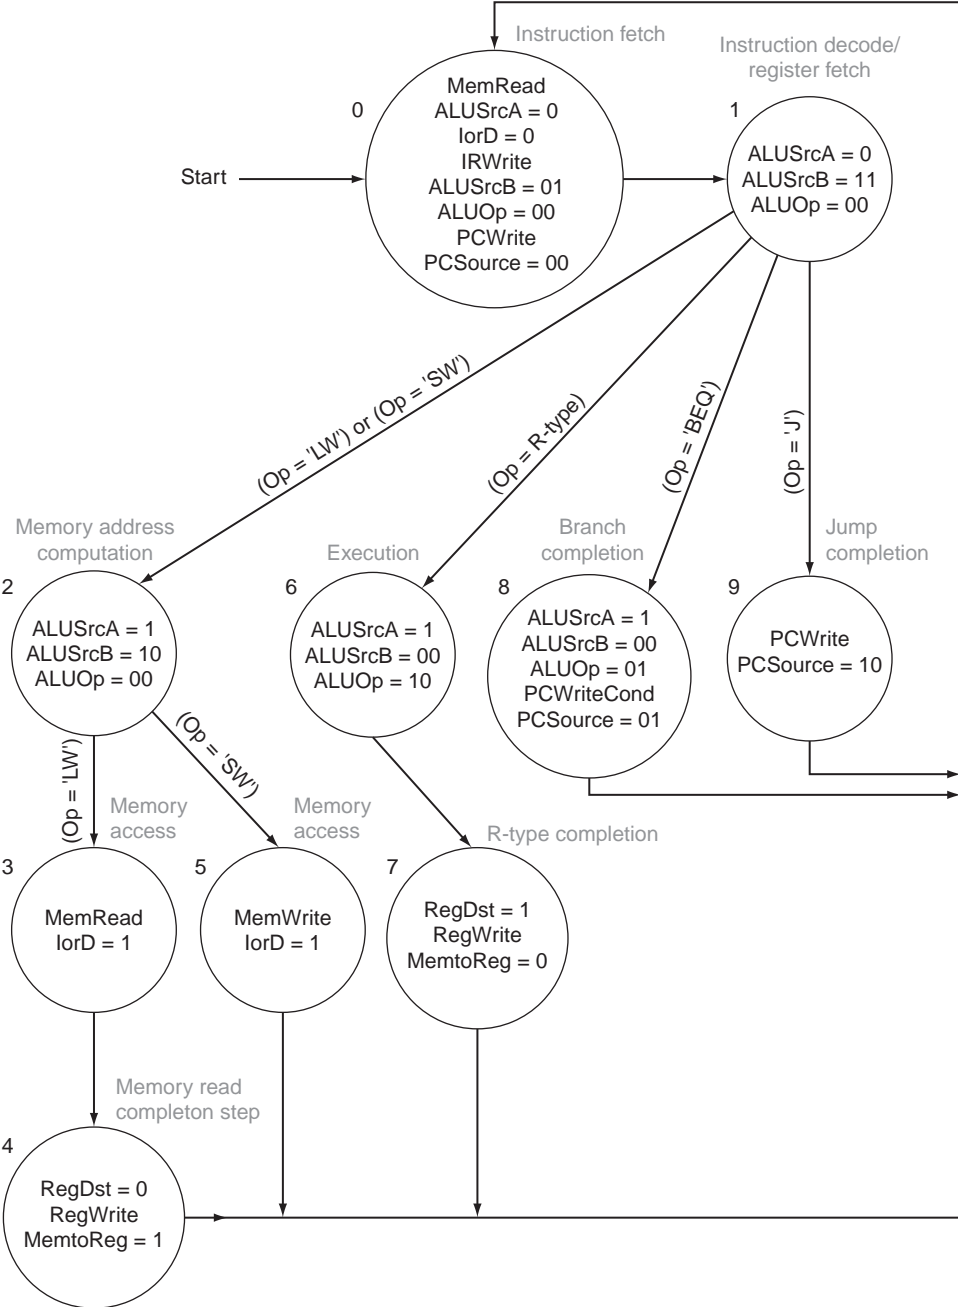 Instruction fetch
Instruction decode/
register fetch
0
MemRead
ALUSrcA = 0
IorD = 0
IRWrite
ALUSrcB = 01
ALUOp = 00
PCWrite
PCSource = 00
1
ALUSrcA = 0
ALUSrcB = 11
ALUOp = 00
Start
(Op = 'LW') or (Op = 'SW')
(Op = R-type)
(Op = 'BEQ')
(Op = 'J')
Memory address
computation
2
ALUSrcA = 1
ALUSrcB = 10
ALUOp = 00
Execution
6
ALUSrcA = 1
ALUSrcB = 00
ALUOp = 10
Branch
completion
8
ALUSrcA = 1
ALUSrcB = 00
ALUOp = 01
PCWriteCond
PCSource = 01
Jump
completion
9
PCWrite
PCSource = 10
(Op = 'LW')
(Op = 'SW')
Memory
access
3
MemRead
IorD = 1
Memory
access
5
MemWrite
IorD = 1
R-type completion
7
RegDst = 1
RegWrite
MemtoReg = 0
Memory read
completon step
4
RegDst = 0
RegWrite
MemtoReg = 1